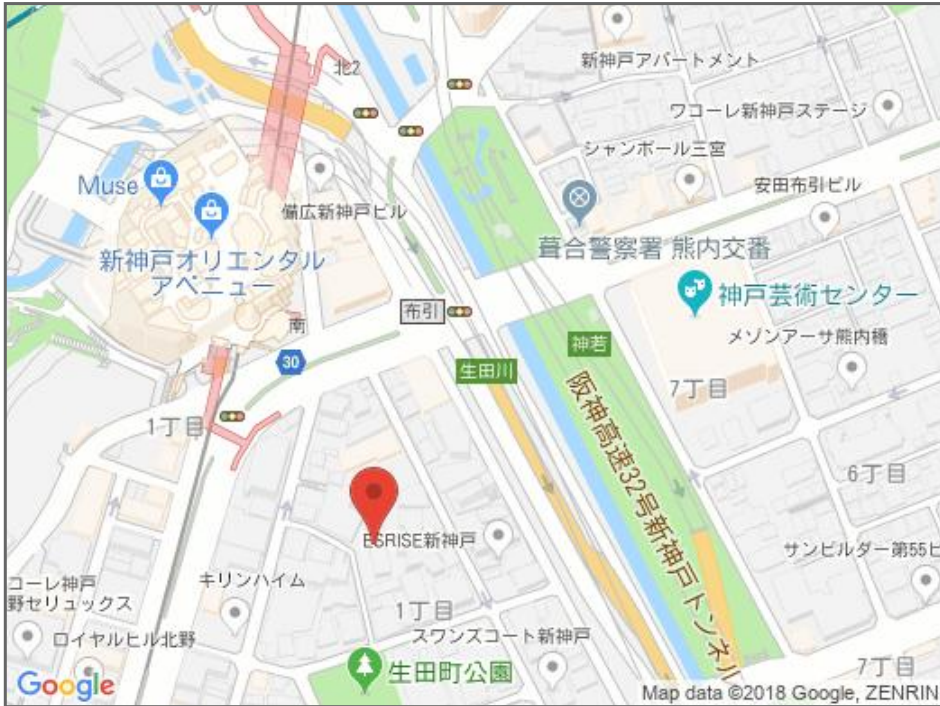 新神戸アパートメント
北2
ワコーレ新神戸ステージ
シャンボール三宮
Muse
安田布引ビル
備広新神戸ビル
葺合警察署 熊内交番
新神戸オリエンタル
アベニュー
神戸芸術センター
布引
南
メゾンアーサ熊内橋
神若
30
生田川
7丁目
1丁目
阪神高速32号新神戸トンネル
6丁目
ESRISE新神戸
サンビルダー第55ビ
コーレ神戸
野セリュックス
キリンハイム
1丁目
スワンズコート新神戸
ロイヤルヒル北野
生田町公園
7丁目
Google
Map data ©2018 Google, ZENRIN